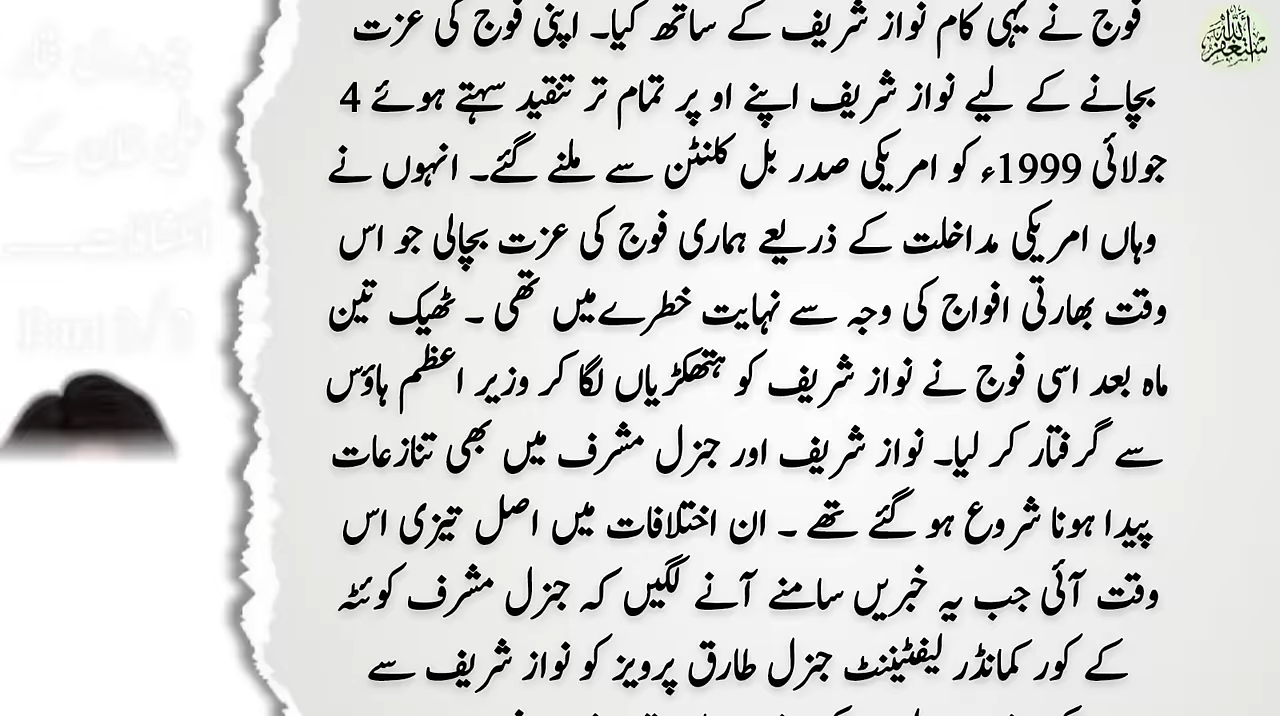 فوج نے یہی کام نواز شریف کے ساتھ کیا۔ اپنی فوج کی عزت
بچانے کے لیے نواز شریف اپنے او پر تمام تر تنقید سہتے ہوئے 4
جولائی 1999ء کو امریکی صدر بل کلنٹن سے ملنے گئے۔ انہوں نے
وہاں امریکی مداخلت کے ذریعے ہماری فوج کی عزت بچالی جو اس
وقت بھارتی افواج کی وجہ سے نہایت خطرے میں تھی ۔ ٹھیک تین
ماہ بعد اسی فوج نے نواز شریف کو ہتھکڑیاں لگا کر وزیر اعظم ہاؤس
سے گرفتار کر لیا۔ نواز شریف اور جنرل مشرف میں بھی تنازعات
پیدا ہونا شروع ہو گئے تھے ۔ ان اختلافات میں اصل تیزی اس
وقت آئی جب یہ خبریں سامنے آنے لگیں کہ جنرل مشرف کوئٹہ
کے کور کمانڈر لیفٹیننٹ جنرل طارق پرویز کو نواز شریف سے